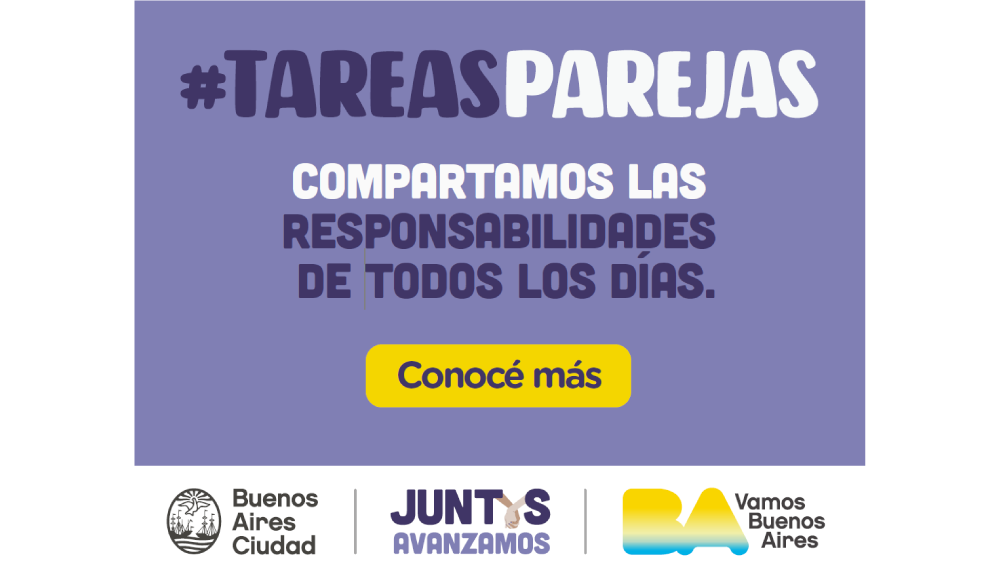 #TAREASPAREJAS
COMPARTAMOS LAS
RESPONSABILIDADES
DE TODOS LOS DÍAS.
Conocé más
Buenos
Aires
Ciudad
JUNTOS
AVANZAMOS
BA
Vamos
Buenos
Aires